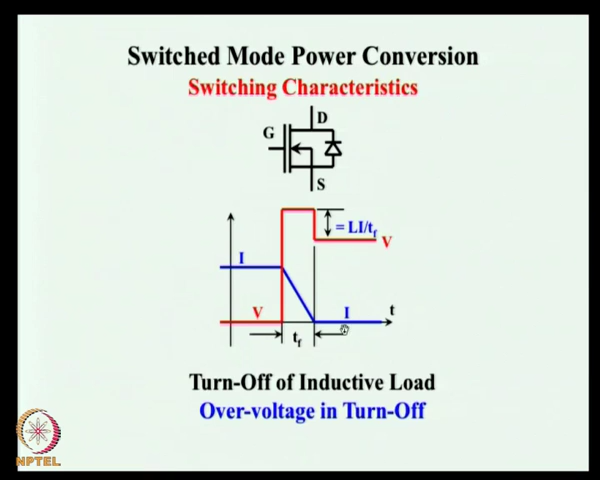 Switched Mode Power Conversion
Switching Characteristics
D
G
S
= LI/tf
V
I
V
I
t
tf
Turn-Off of Inductive Load
Over-voltage in Turn-Off
NPTEL